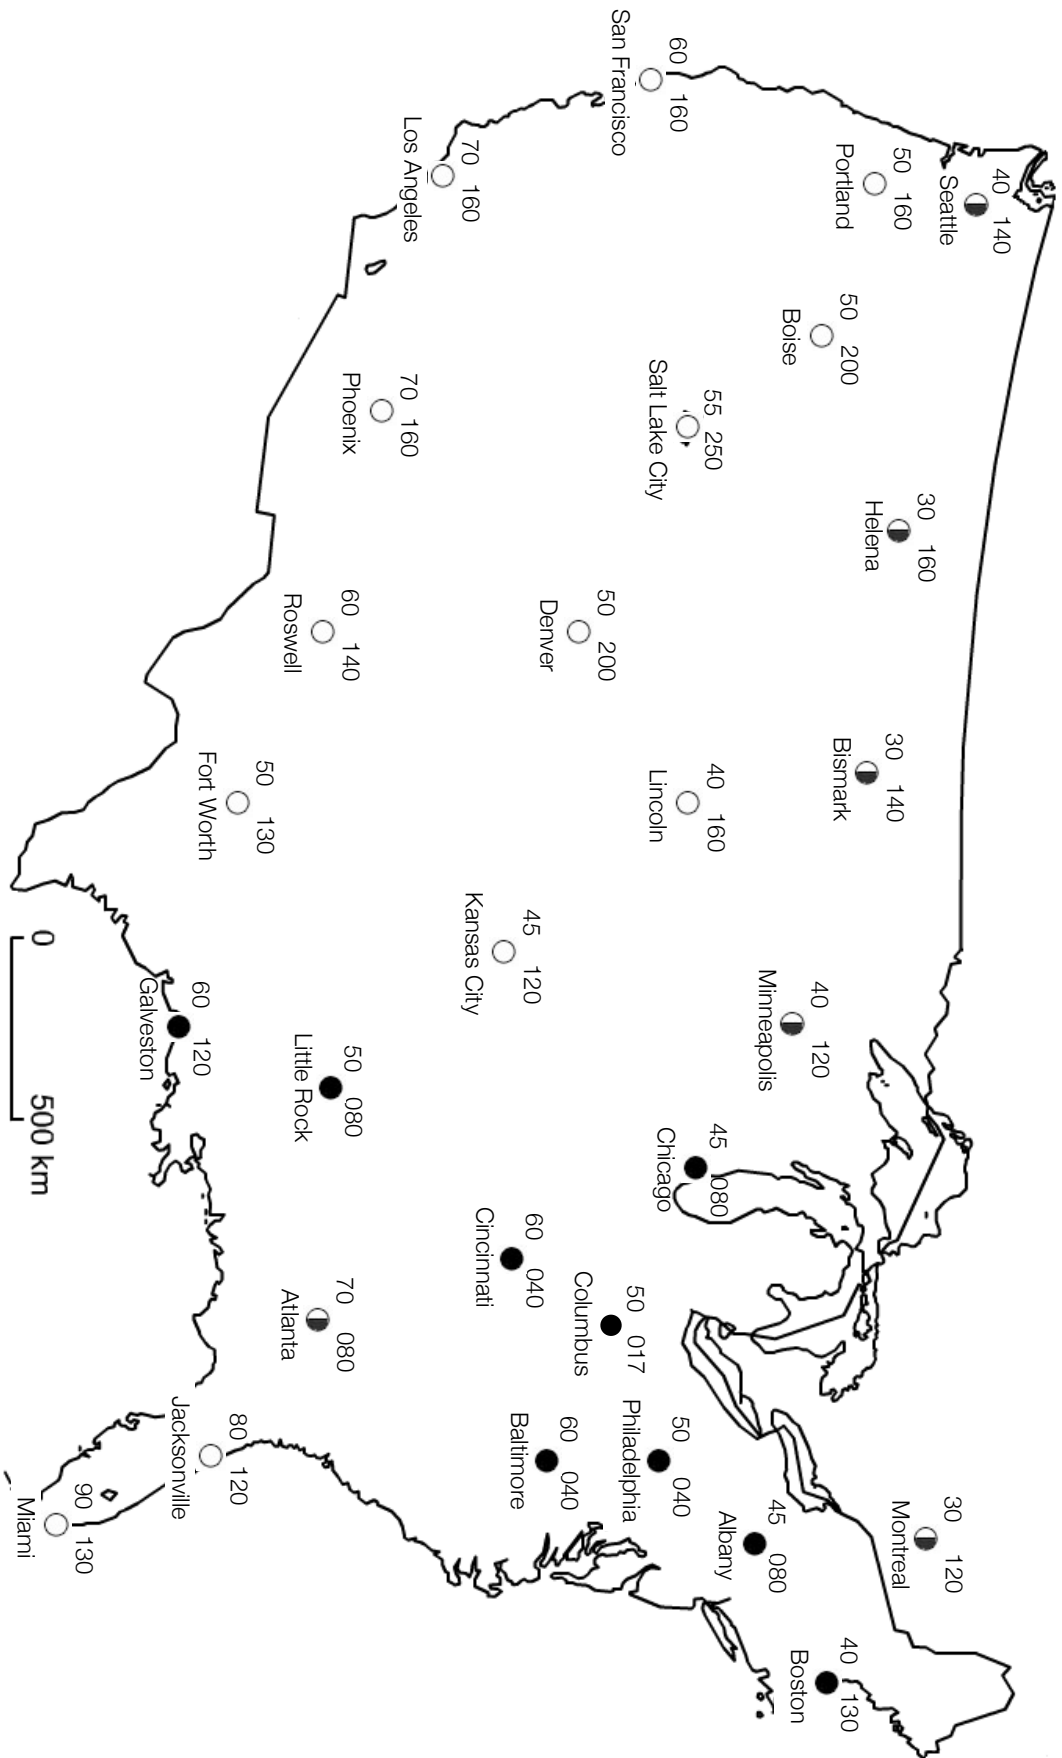 40 140
Seattle
50 160
Portland
30 160
Helena
30 120
Montreal
50 200
Boise
30 140
Bismark
40 120
Minneapolis
40 130
Boston
60 160
San Francisco
55 250
Salt Lake City
40 160
Lincoln
45 080
Chicago
45 080
Albany
50 040
Philadelphia
50 200
Denver
50 017
Columbus
60 040
Baltimore
45 120
Kansas City
60 040
Cincinnati
70 160
Los Angeles
70 160
Phoenix
60 140
Roswell
50 080
Little Rock
70 080
Atlanta
50 130
Fort Worth
60 120
Galveston
80 120
Jacksonville
90 130
Miami
0 500 km